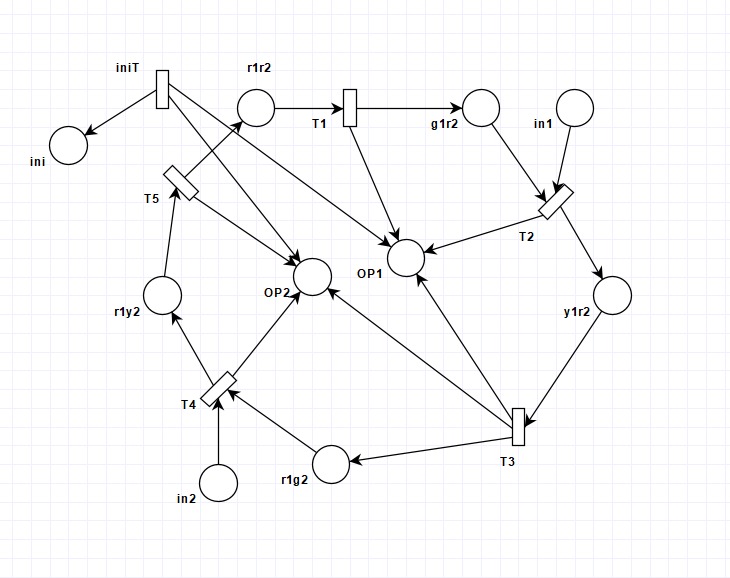 iniT
r1r2
T1
g1r2
in1
ini
T5
T2
OP1
OP2
r1y2
y1r2
T4
T3
r1g2
in2